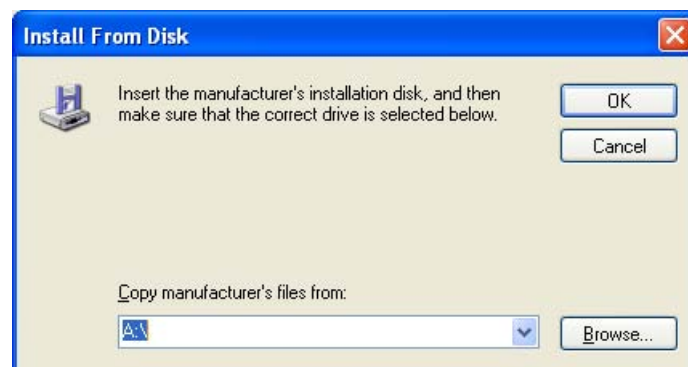 Install From Disk
Insert the manufacturer's installation disk, and then
make sure that the correct drive is selected below.
OK
Cancel
Copy manufacturer's files from:
A:\
Browse...